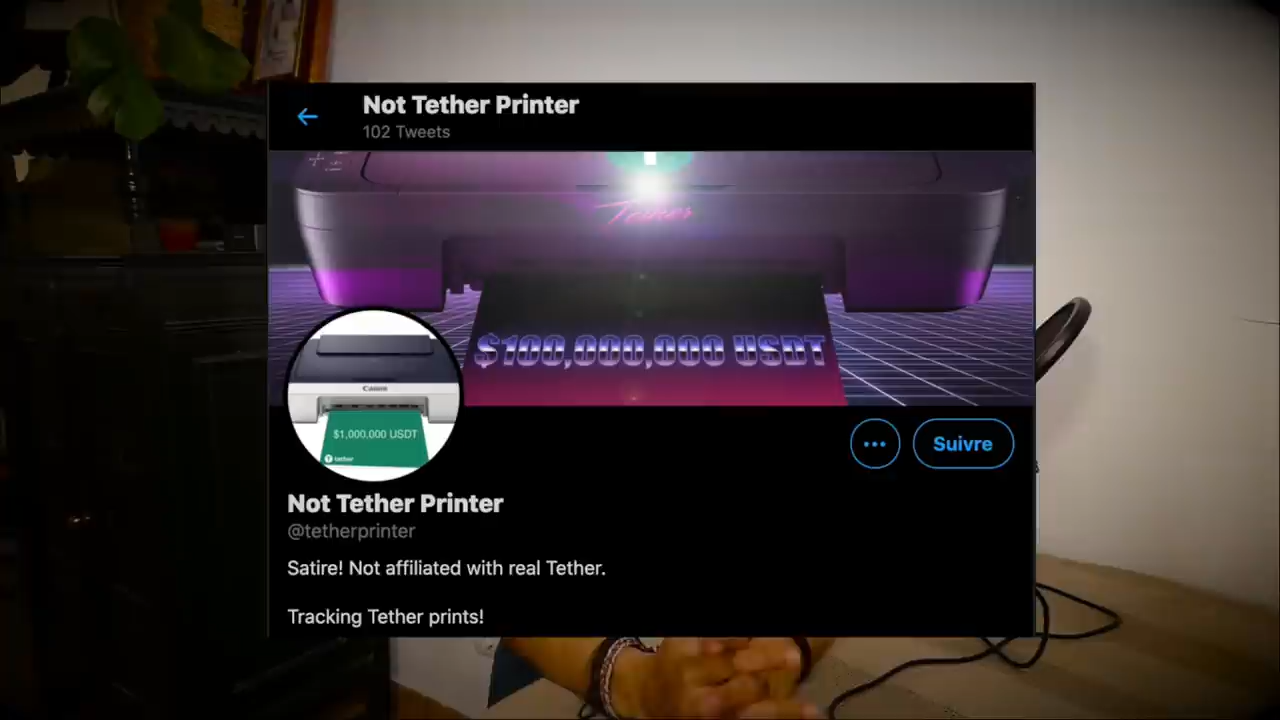 Not Tether Printer
102 Tweets
Tether
$100,000,000 USDT
Canon
$1,000,000 USDT
tether
Suivre
Not Tether Printer
@tetherprinter
Satire! Not affiliated with real Tether.
Tracking Tether prints!